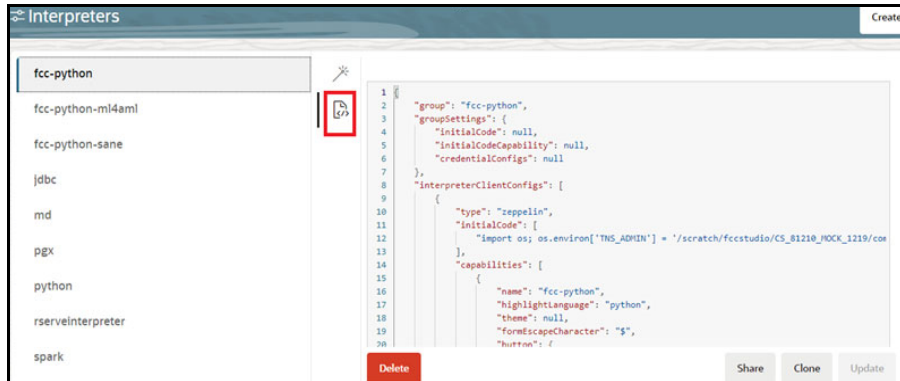 Interpreters
Create
fcc-python
fcc-python-ml4aml
fcc-python-sane
jdbc
md
pgx
python
rserveinterpreter
spark
1 {
2 "group": "fcc-python",
3 "groupSettings": {
4 "initialCode": null,
5 "initialCodeCapability": null,
6 "credentialConfigs": null
7 },
8 "interpreterClientConfigs": [
9 {
10 "type": "zeppelin",
11 "initialCode": [
12 "import os; os.environ['TNS_ADMIN'] = '/scratch/fccstudio/CS_81210_MOCK_1219/com
13 ],
14 "capabilities": [
15 {
16 "name": "fcc-python",
17 "highlightLanguage": "python",
18 "theme": null,
19 "formEscapeCharacter": "$",
20 "button": {
Delete
Share
Clone
Update